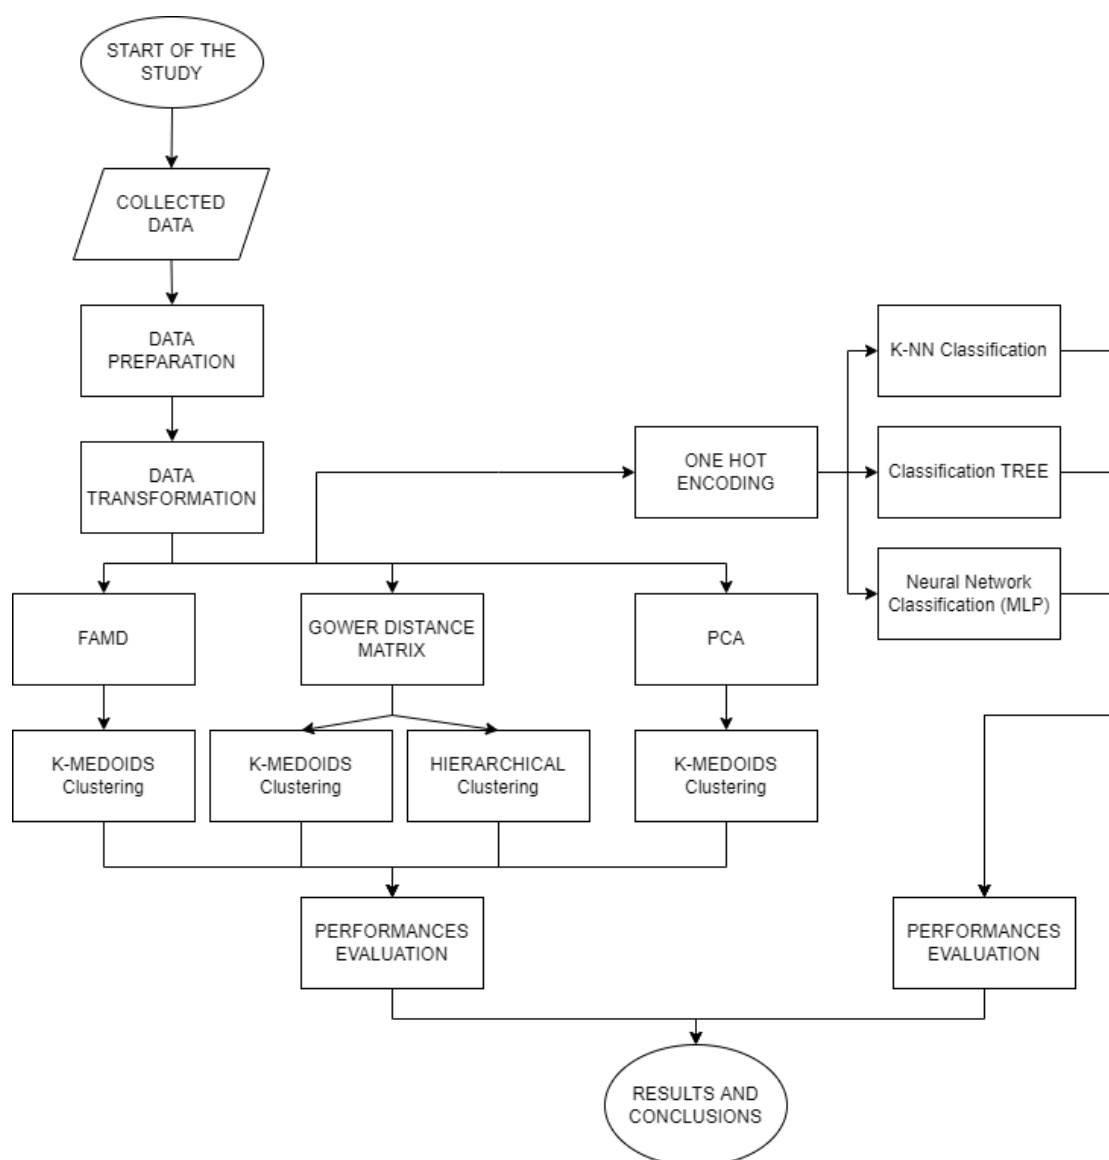 START OF THE
STUDY
COLLECTED
DATA
DATA
PREPARATION
DATA
TRANSFORMATION
ONE HOT
ENCODING
K-NN Classification
Classification TREE
Neural Network
Classification (MLP)
FAMD
GOWER DISTANCE
MATRIX
PCA
K-MEDOIDS
Clustering
K-MEDOIDS
Clustering
HIERARCHICAL
Clustering
K-MEDOIDS
Clustering
PERFORMANCES
EVALUATION
PERFORMANCES
EVALUATION
RESULTS AND
CONCLUSIONS